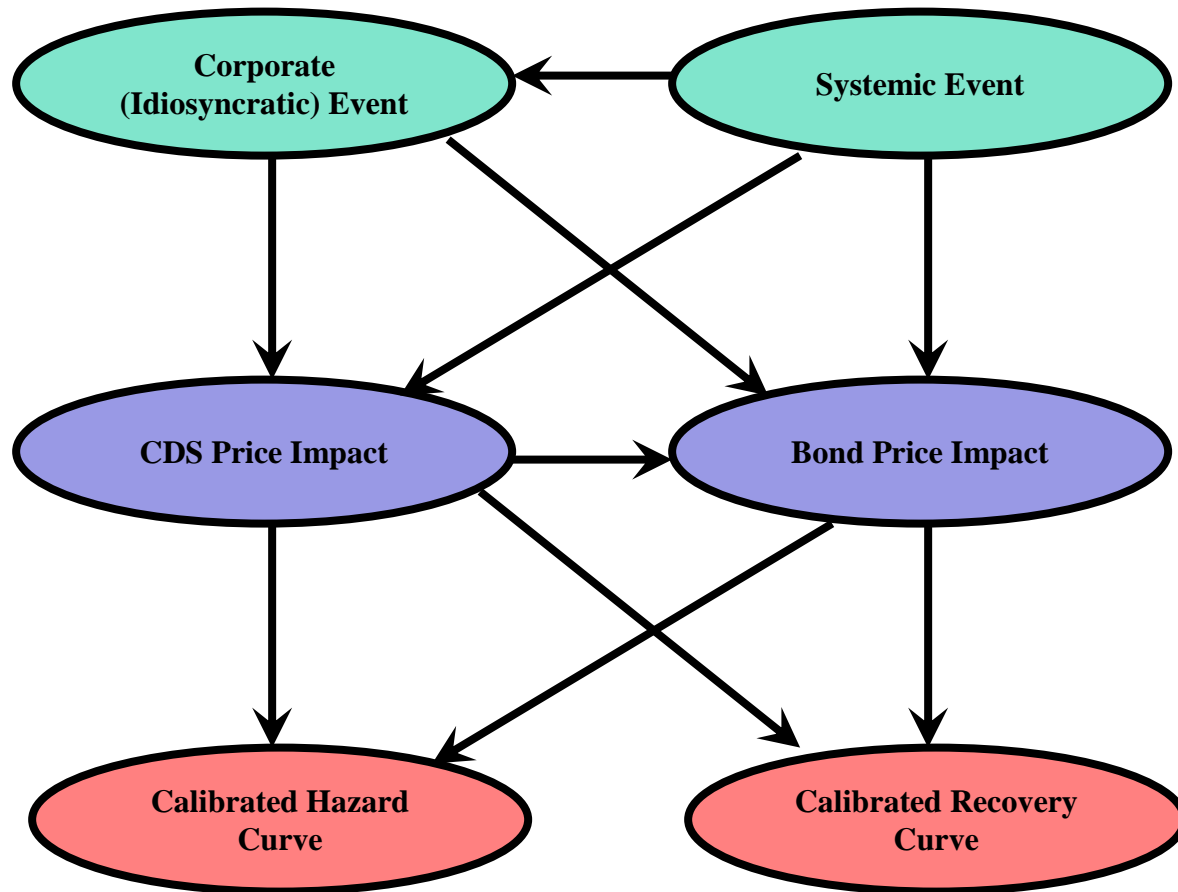 Corporate
(Idiosyncratic) Event
Systemic Event
CDS Price Impact
Bond Price Impact
Calibrated Hazard
Curve
Calibrated Recovery
Curve